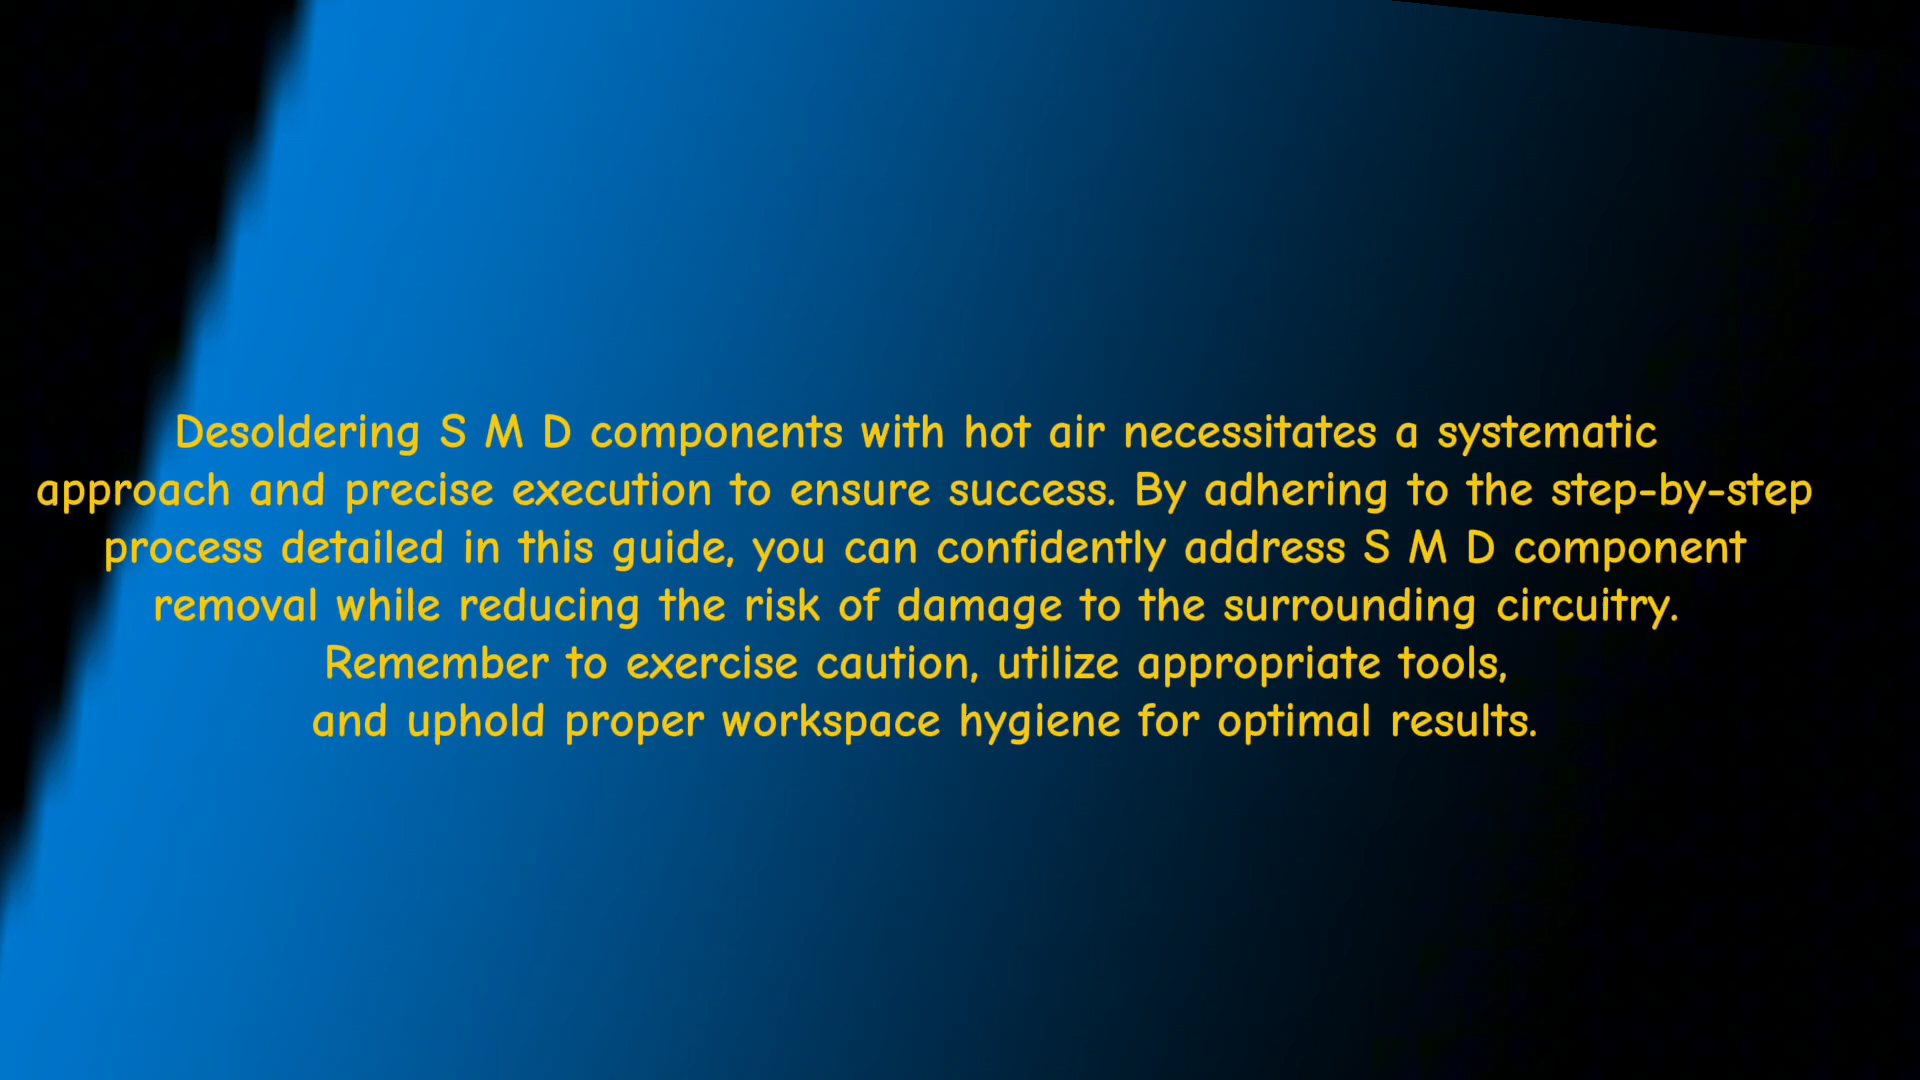 Desoldering S M D components with hot air necessitates a systematic
approach and precise execution to ensure success. By adhering to the step-by-step
process detailed in this guide, you can confidently address S M D component
removal while reducing the risk of damage to the surrounding circuitry.
Remember to exercise caution, utilize appropriate tools,
and uphold proper workspace hygiene for optimal results.